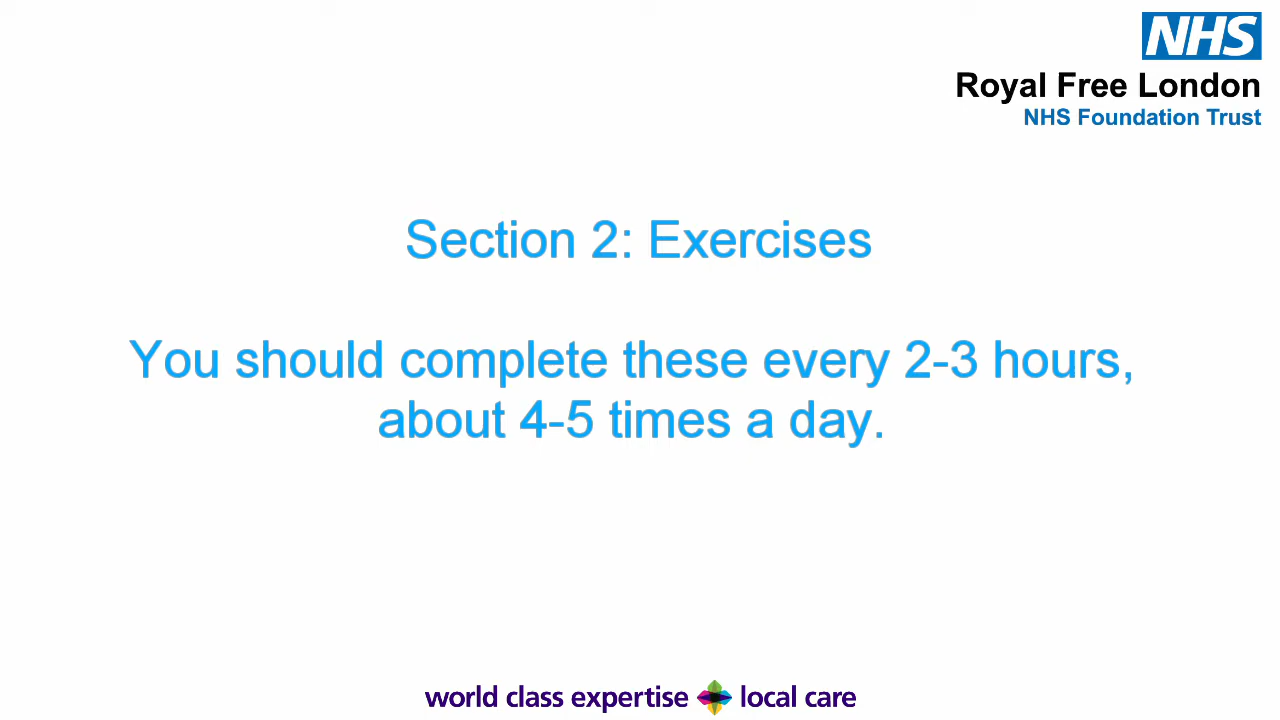 NHS
Royal Free London
NHS Foundation Trust
Section 2: Exercises
You should complete these every 2-3 hours,
about 4-5 times a day.
world class expertise local care